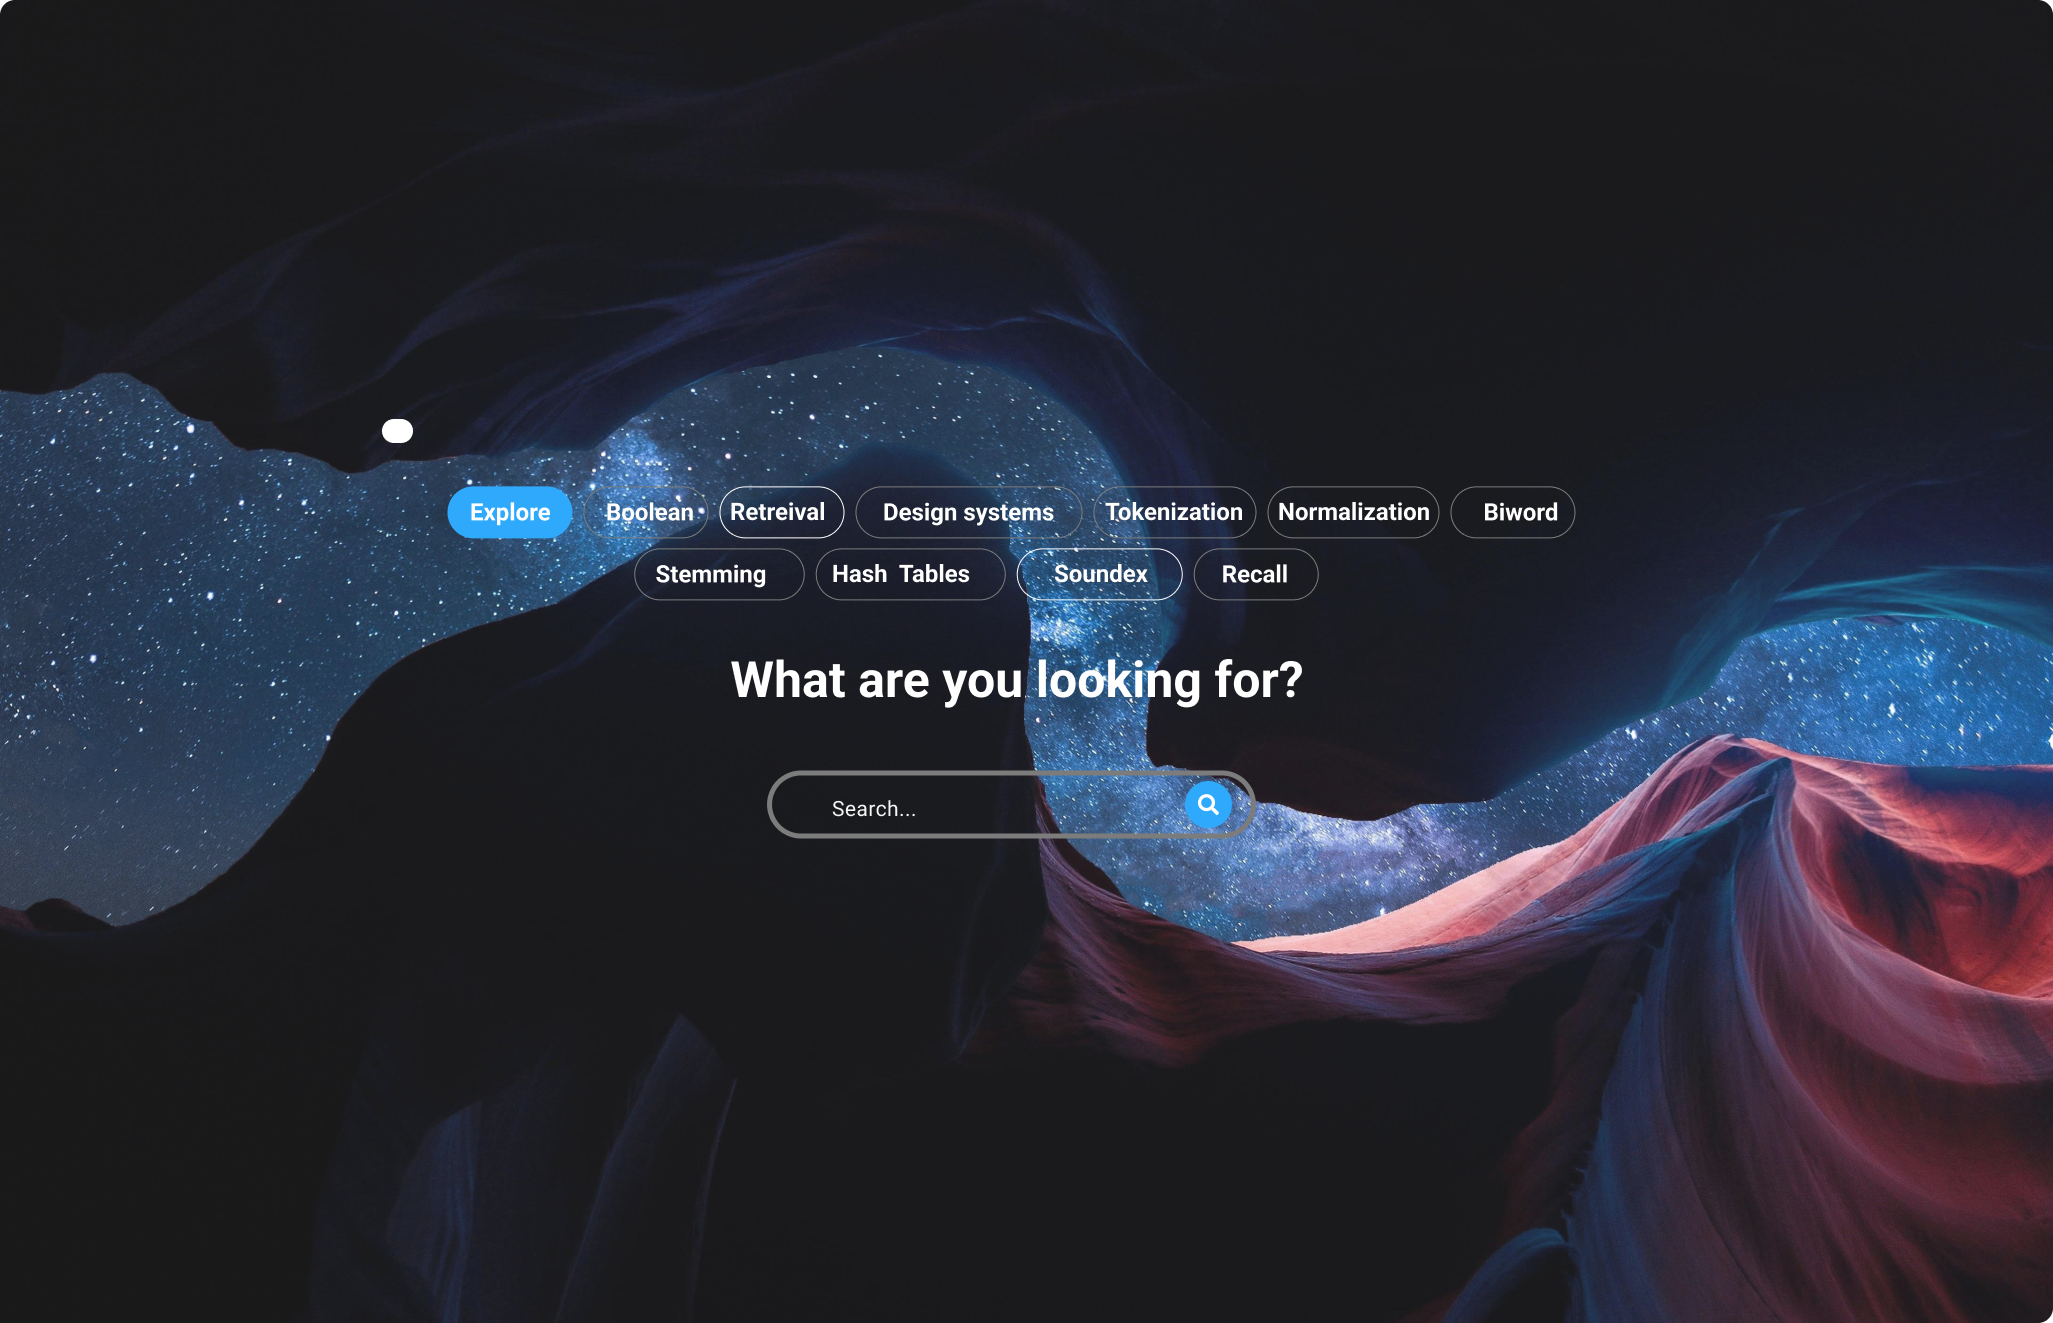 Explore Boolean Retreival Design systems Tokenization Normalization Biword
Stemming Hash Tables Soundex Recall
What are you looking for?
Search...